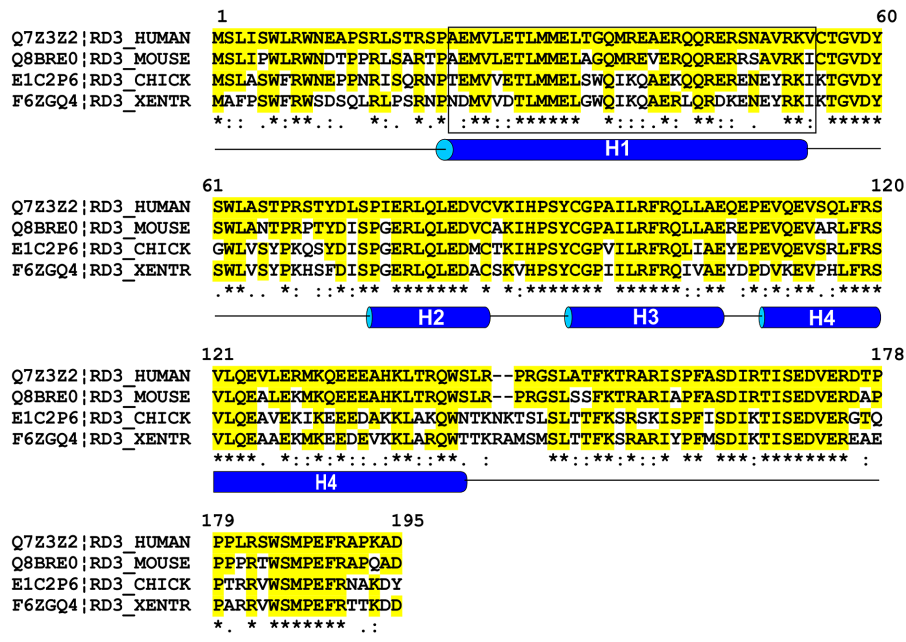 1 60
Q7Z3Z2¦RD3_HUMAN MSLISWLRWNEAPSRLSTRSPAEMVLETLMMELTGQMREAERQQRERSNAVRKVCTGVDY
Q8BRE0¦RD3_MOUSE MSLIPWLRWNDTPPRLSARTPAEMVLETLMMELAGQMREVERQQRERRSAVRKICTGVDY
E1C2P6¦RD3_CHICK MSLASWFRWNEPPNRISQRNPTEMVVETLMMELSWQIKQAEKQQRERENEYRKIKTGVDY
F6ZGQ4¦RD3_XENTR MAFPSWFRWSDSQLRLPSRNPNDMVVDTLMMELGWQIKQAERLQRDKENEYRKIKTGVDY
*:: .*:**.:.  *:. *.* :**::******  *:::.*: **::.  .**: *****
H1
61 120
Q7Z3Z2¦RD3_HUMAN SWLASTPRSTYDLSPIERLQLEDVCVKIHPSYCGPAILRFRQLLAEQEPEVQEVSQLFRS
Q8BRE0¦RD3_MOUSE SWLANTPRPTYDISPGERLQLEDVCAKIHPSYCGPAILRFRQLLAEREPEVQEVARLFRS
E1C2P6¦RD3_CHICK GWLVSYPKQSYDISPGERLQLEDMCTKIHPSYCGPVILRFRQLIAEYEPEVQEVSRLFRS
F6ZGQ4¦RD3_XENTR SWLVSYPKHSFDISPGERLQLEDACSKVHPSYCGPIILRFRQIVAEYDPDVKEVPHLFRS
.**.. *: ::*:** ******* * *:******* ******::** :*:*:** .:****
H2 H3 H4
121 178
Q7Z3Z2¦RD3_HUMAN VLQEVLERMKQEEEAHKLTRQWSLR--PRGSLATFKTRARISPFASDIRTISEDVERDTP
Q8BRE0¦RD3_MOUSE VLQEALEKMKQEEEAHKLTRQWSLR--PRGSLSSFKTRARIAPFASDIRTISEDVERDAP
E1C2P6¦RD3_CHICK VLQEAVEKIKEEEDAKKLAKQWNTKNKTSLSLTTFKSRSKISPFISDIKTISEDVERGTQ
F6ZGQ4¦RD3_XENTR VLQEAAEKMKEEDEVKKLARQWTTKRAMSMSLTTFKSRARIYPFMSDIKTISEDVEREAE
****. *::*:*::.:**::**. :     **::**:*::* ** ***:******** :
H4
179 195
Q7Z3Z2¦RD3_HUMAN PPLRSWSMPEFRAPKAD
Q8BRE0¦RD3_MOUSE PPPRTWSMPEFRAPQAD
E1C2P6¦RD3_CHICK PTRRVWSMPEFRNAKDY
F6ZGQ4¦RD3_XENTR PARRVWSMPEFRTTKDD
*. * ******* .: